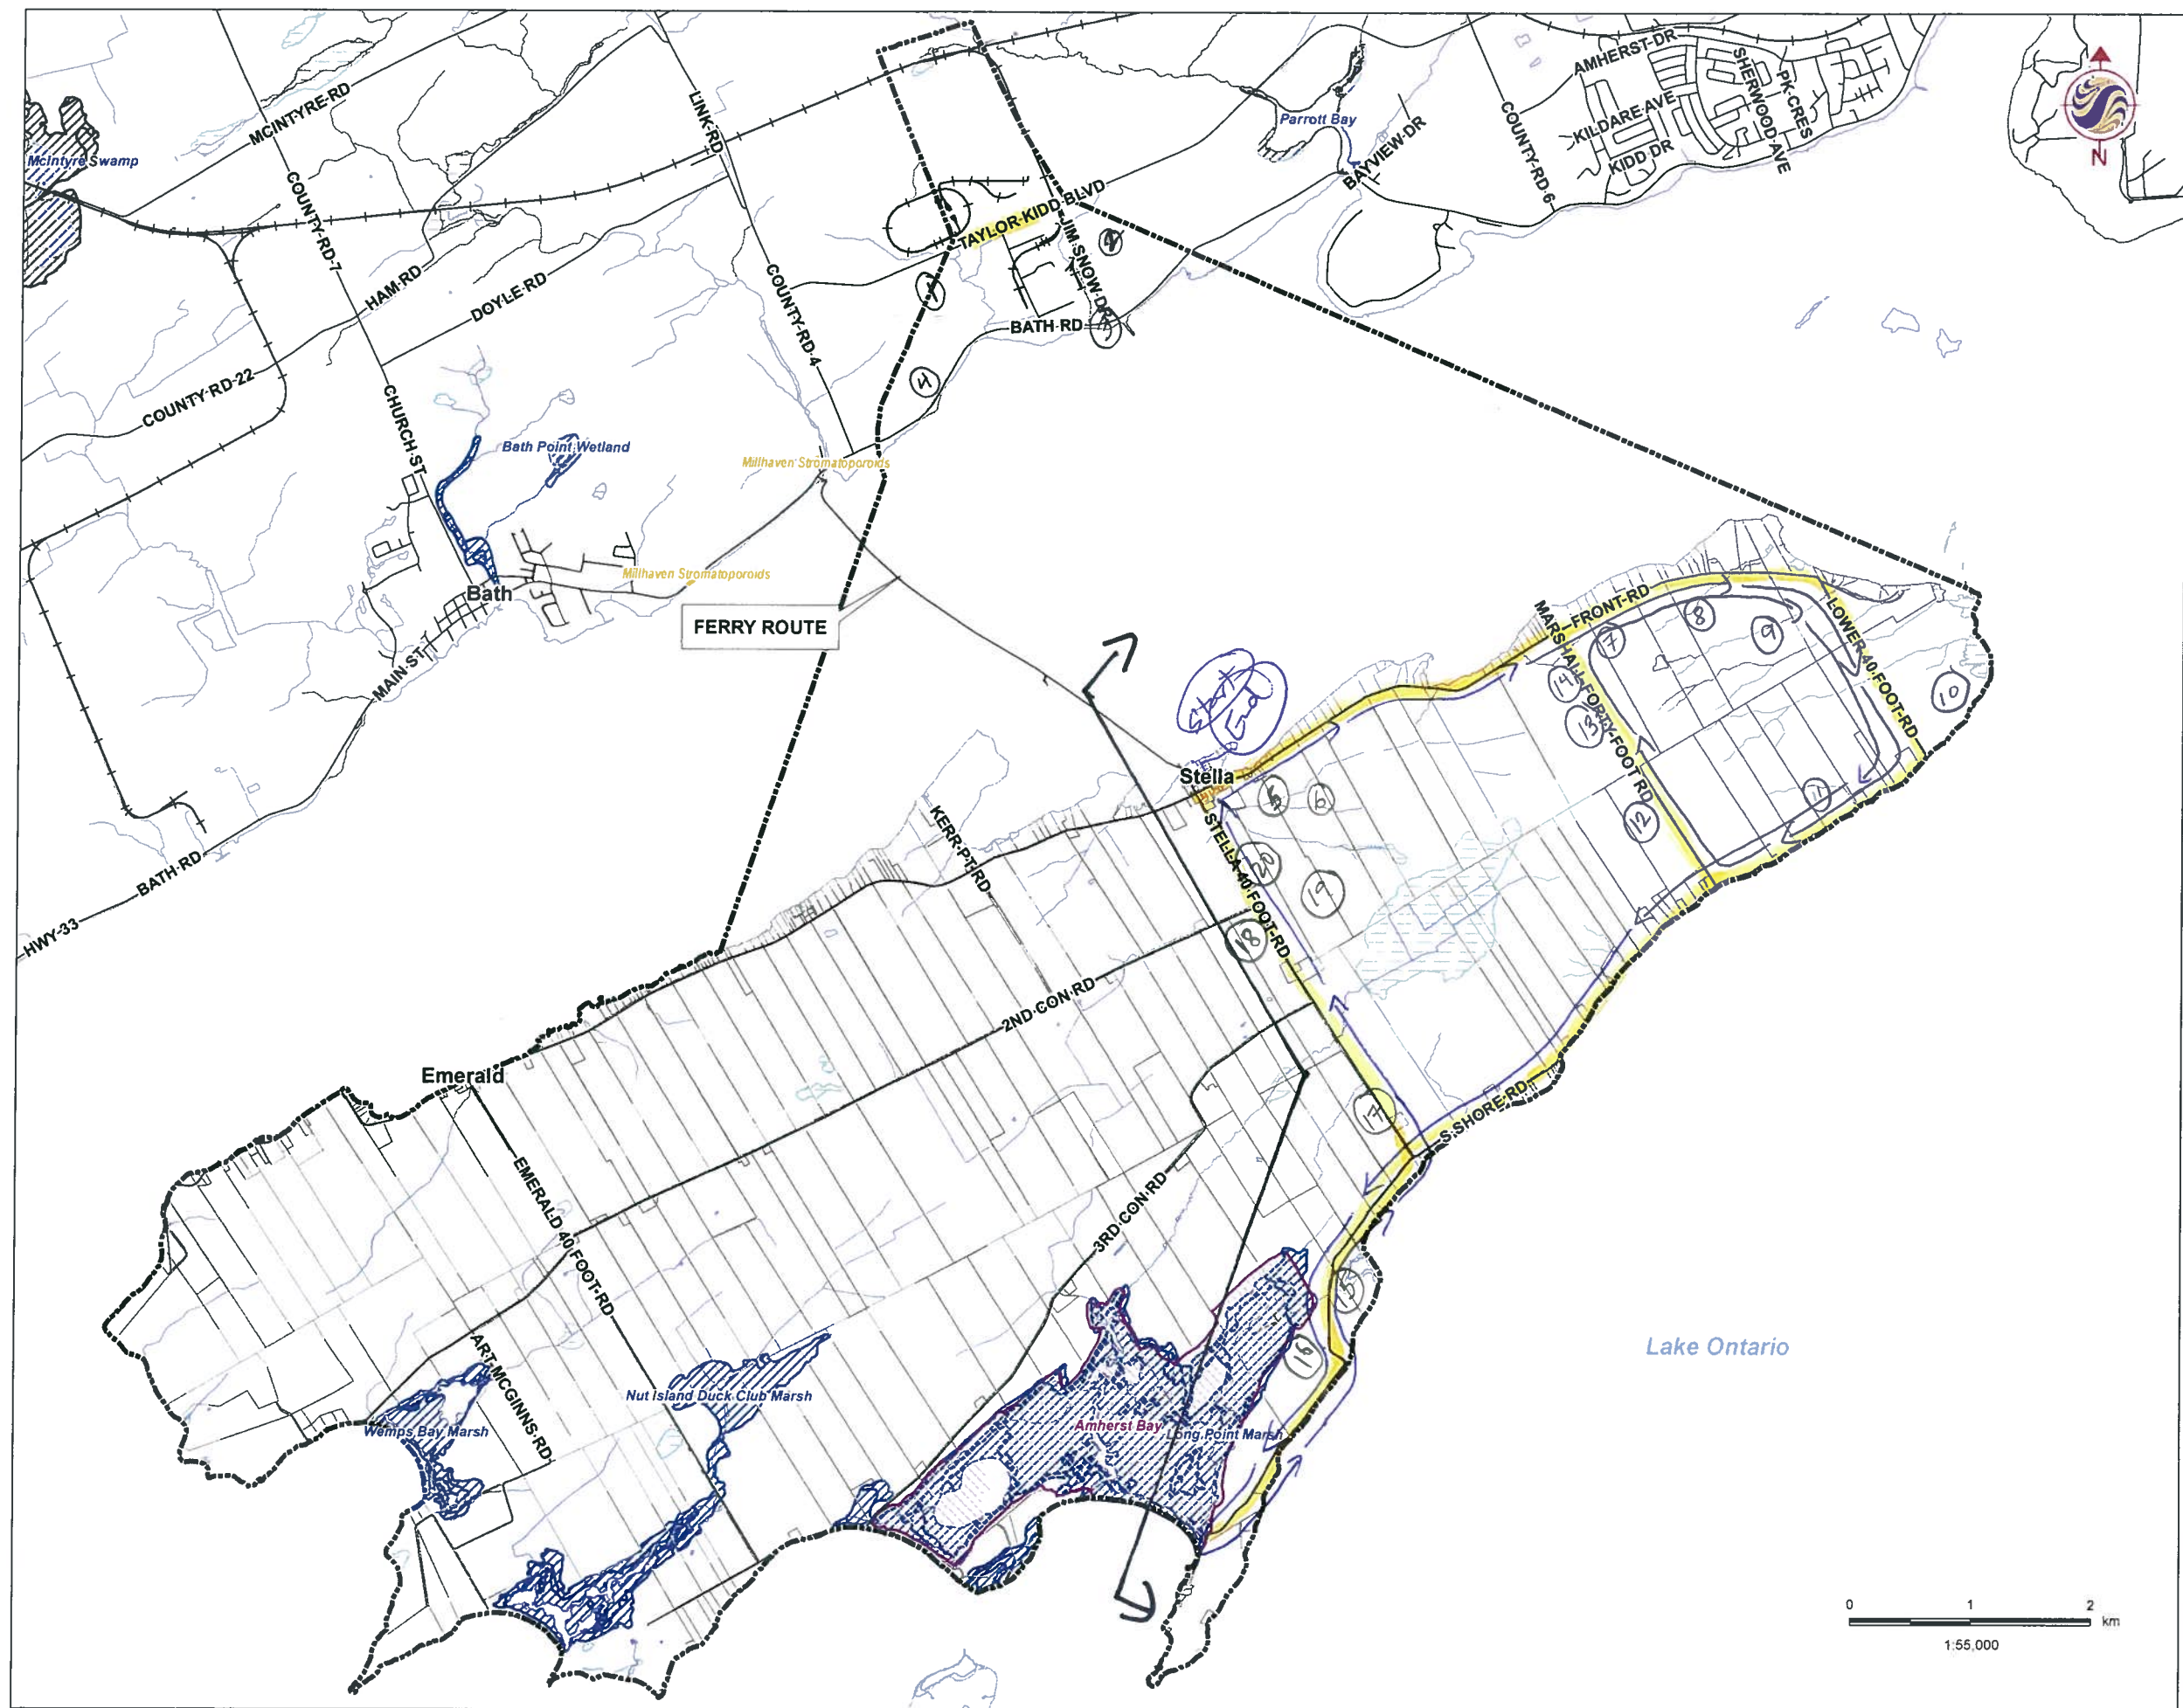 AMHERST-DR
SHERWOOD-AVE
PK-CRES
MCINTYRE-RD
LINK-RD
KILDARE-AVE
KIDD DR
COUNTY-RD-6
Parrott Bay
BAYVIEW-DR
N
McIntyre Swamp
COUNTY-RD-7
TAYLOR-KIDD-BLVD
JIM-SNOW-DR
2
1
HAM-RD
DOYLE-RD
COUNTY-RD-4
BATH-RD
3
4
COUNTY-RD-22
CHURCH-ST
Bath Point Wetland
Millhaven Stromatoporoids
Millhaven Stromatoporoids
Bath
FERRY ROUTE
MAIN-ST
FRONT-RD
MARSHALL-FORTY-FOOT RD
LOWER-40-FOOT-RD
7
8
9
10
14
13
Start
End
Stella
5
6
11
12
STELLA-40-FOOT-RD
20
19
18
KERR-PT-RD
BATH-RD
HWY-33
2ND-CON-RD
Emerald
17
S-SHORE-RD
EMERALD-40-FOOT-RD
3RD-CON-RD
15
16
ART-MCGINNS-RD
Lake Ontario
Nut Island Duck Club Marsh
Wemps Bay Marsh
Amherst Bay
Long Point Marsh
0 1 2
km
1:55,000